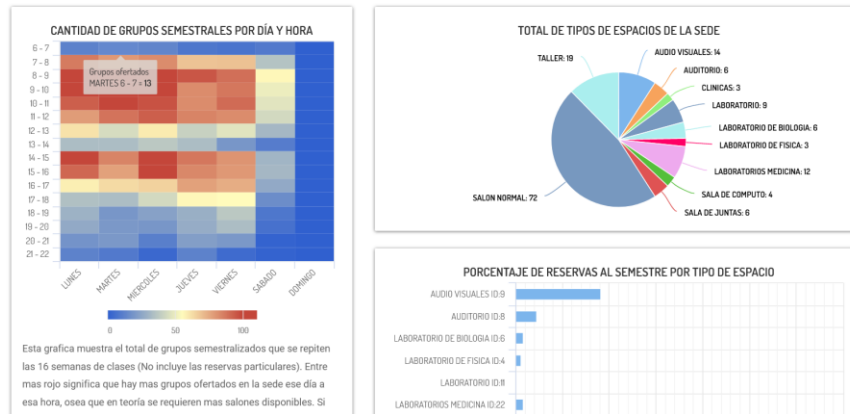 CANTIDAD DE GRUPOS SEMESTRALES POR DÍA Y HORA
6 - 7
7 - 8
8 - 9
9 - 10
10 - 11
11 - 12
12 - 13
13 - 14
14 - 15
15 - 16
16 - 17
17 - 18
18 - 19
19 - 20
20 - 21
21 - 22
Grupos ofertados
MARTES 6 - 7 = 13
LUNES
MARTES
MIERCOLES
JUEVES
VIERNES
SABADO
DOMINGO
0
50
100
Esta grafica muestra el total de grupos semestralizados que se repiten
las 16 semanas de clases (No incluye las reservas particulares). Entre
mas rojo significa que hay mas grupos ofertados en la sede ese día a
esa hora, osea que en teoría se requieren mas salones disponibles. Si
TOTAL DE TIPOS DE ESPACIOS DE LA SEDE
AUDIO VISUALES: 14
AUDITORIO: 6
CLINICAS: 3
LABORATORIO: 9
LABORATORIO DE BIOLOGIA: 6
LABORATORIO DE FISICA: 3
LABORATORIOS MEDICINA: 12
SALA DE COMPUTO: 4
SALA DE JUNTAS: 6
SALON NORMAL: 72
TALLER: 19
PORCENTAJE DE RESERVAS AL SEMESTRE POR TIPO DE ESPACIO
AUDIO VISUALES ID:9
AUDITORIO ID:8
LABORATORIO DE BIOLOGIA ID:6
LABORATORIO DE FISICA ID:4
LABORATORIO ID:11
LABORATORIOS MEDICINA ID:22